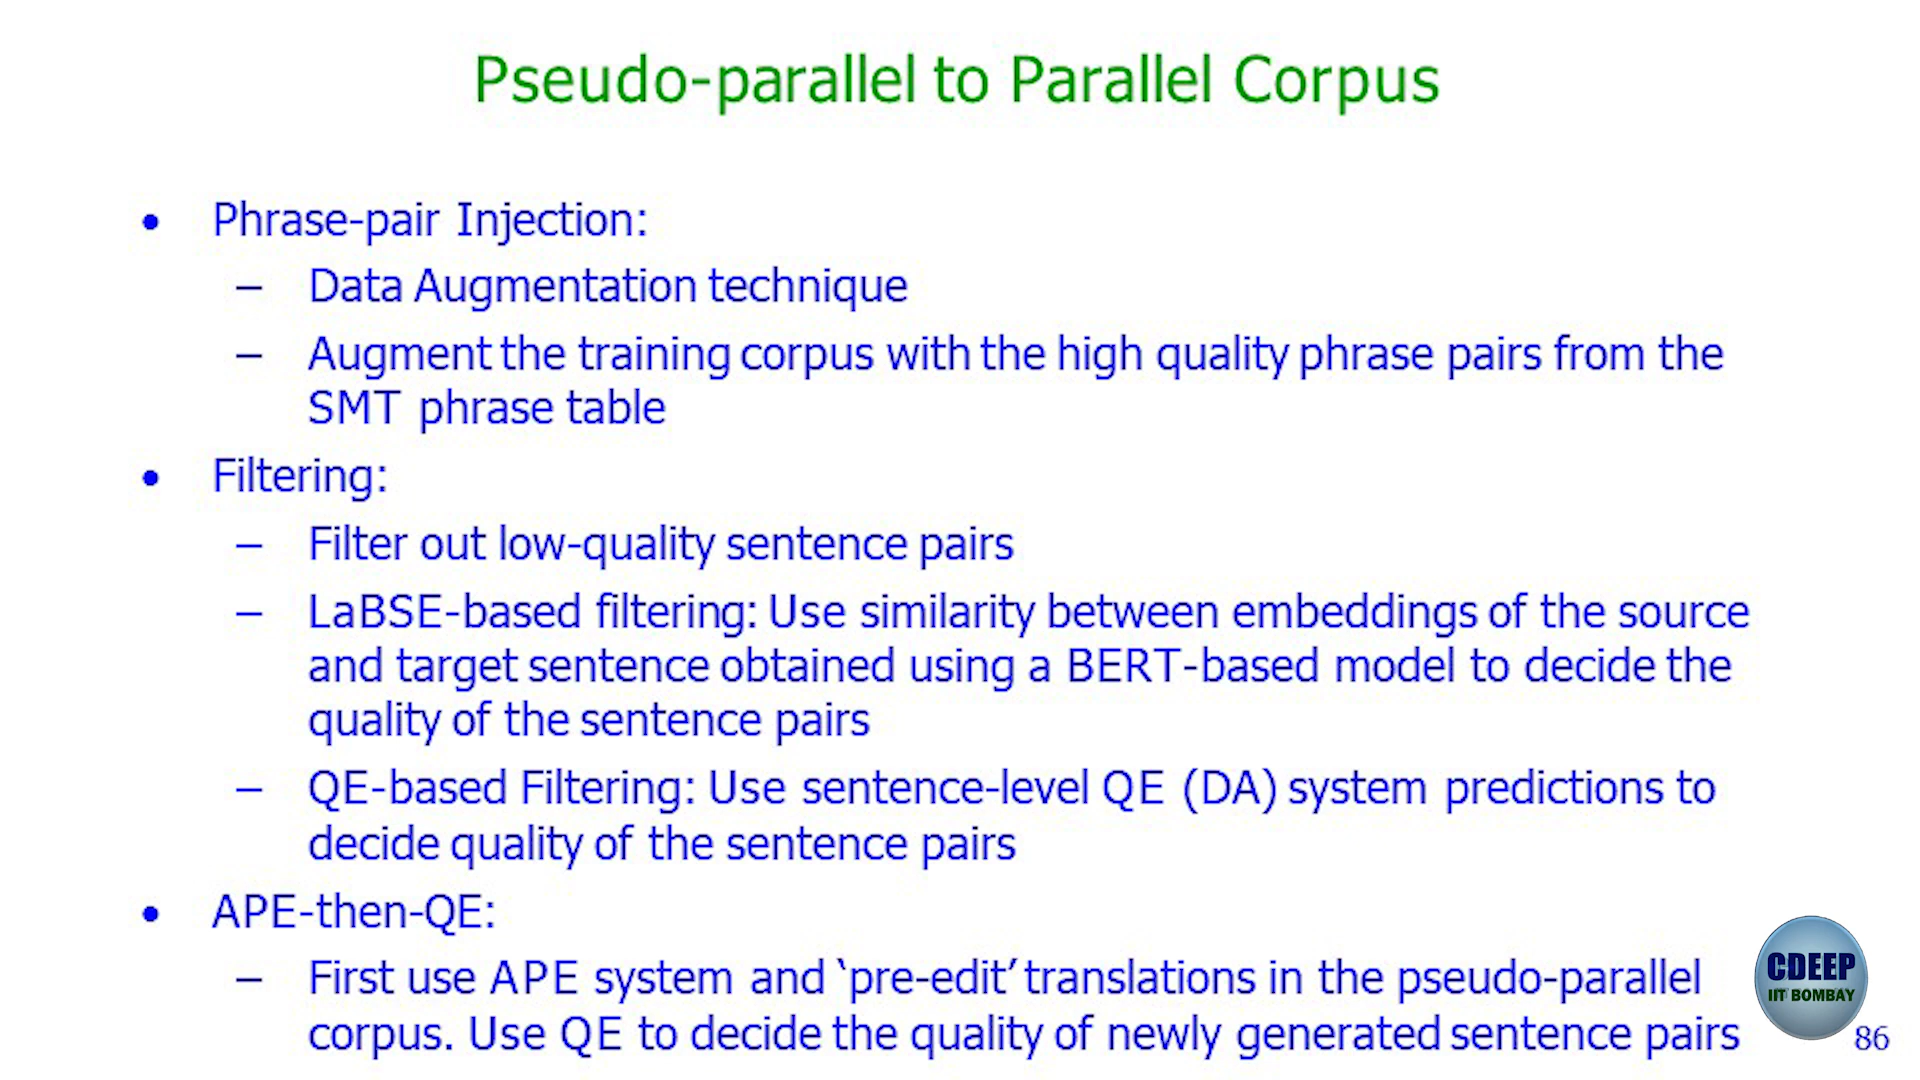 Pseudo-parallel to Parallel Corpus
• Phrase-pair Injection:
– Data Augmentation technique
– Augment the training corpus with the high quality phrase pairs from the
SMT phrase table
• Filtering:
– Filter out low-quality sentence pairs
– LaBSE-based filtering: Use similarity between embeddings of the source
and target sentence obtained using a BERT-based model to decide the
quality of the sentence pairs
– QE-based Filtering: Use sentence-level QE (DA) system predictions to
decide quality of the sentence pairs
• APE-then-QE:
– First use APE system and ‘pre-edit’ translations in the pseudo-parallel
corpus. Use QE to decide the quality of newly generated sentence pairs
CDEEP
IIT BOMBAY
86